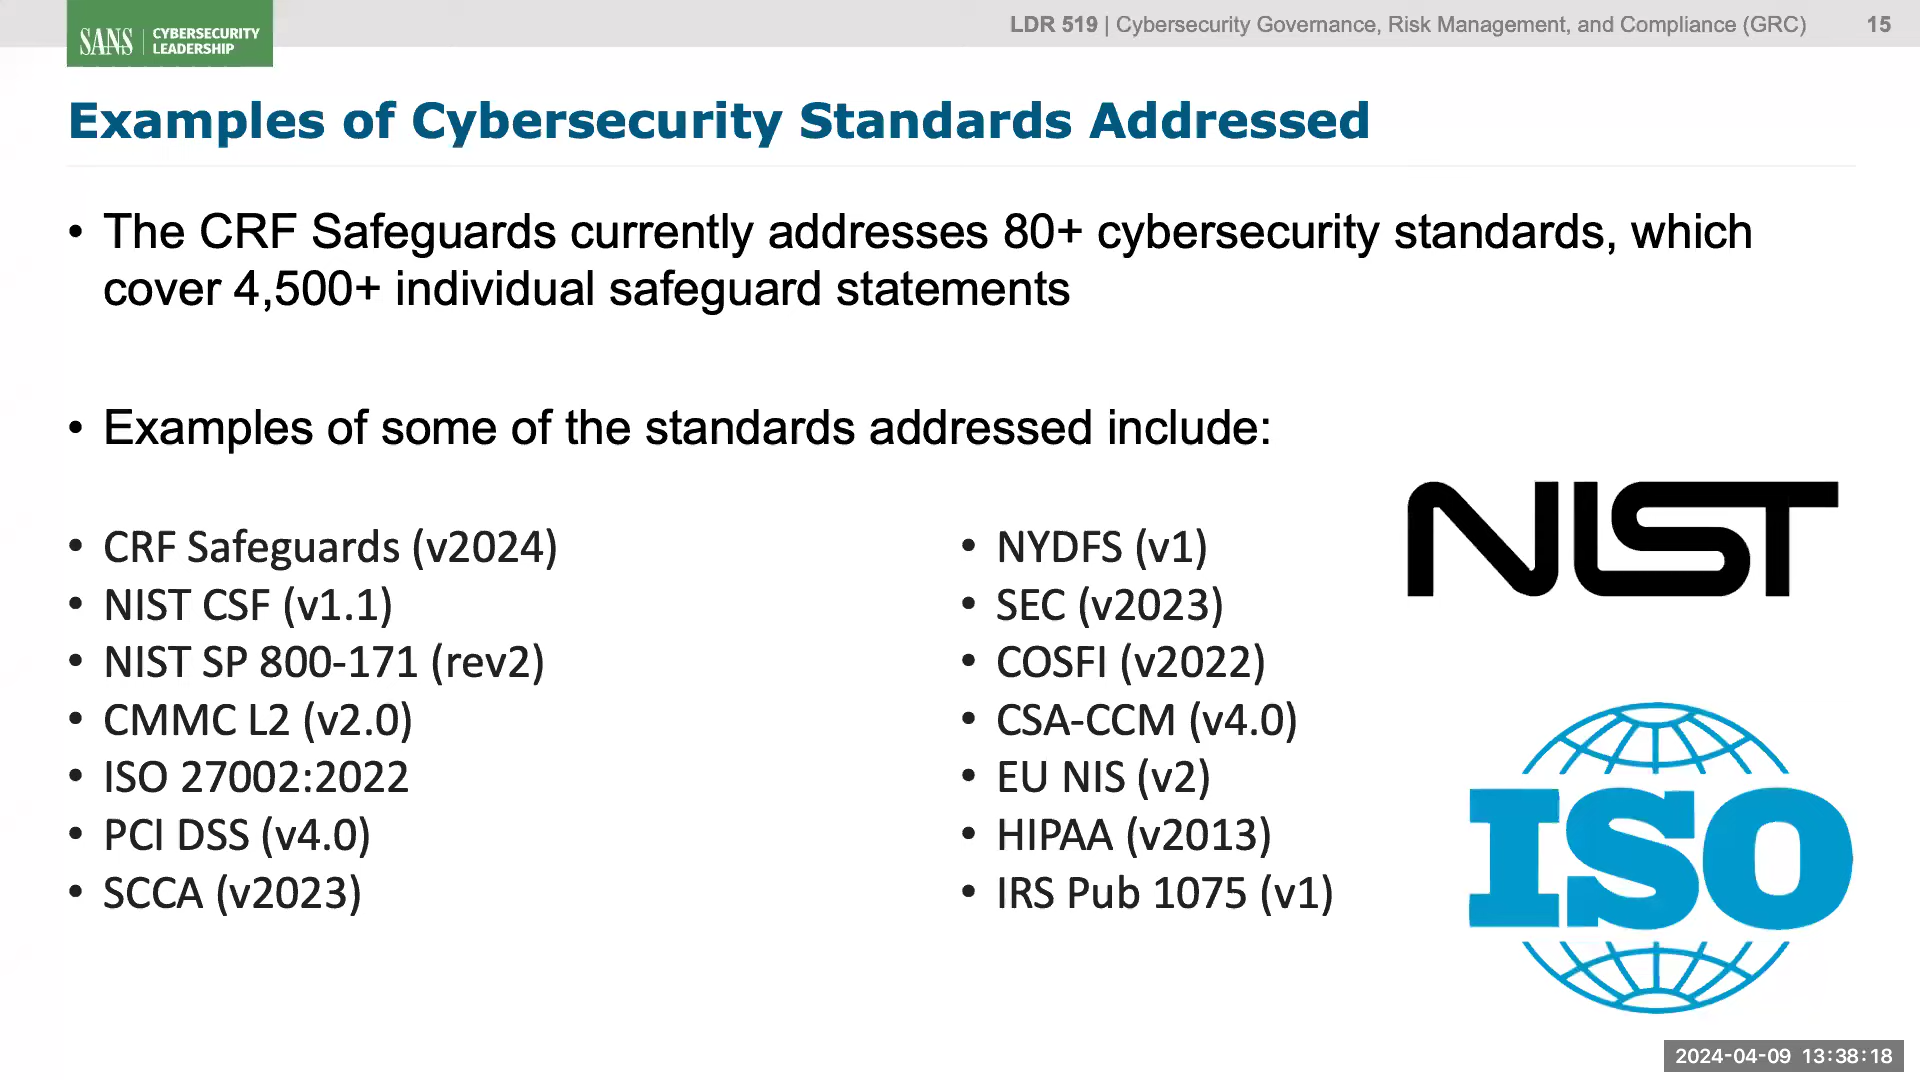 SANS | CYBERSECURITY
LEADERSHIP
LDR 519 | Cybersecurity Governance, Risk Management, and Compliance (GRC) 15
Examples of Cybersecurity Standards Addressed
• The CRF Safeguards currently addresses 80+ cybersecurity standards, which
cover 4,500+ individual safeguard statements
• Examples of some of the standards addressed include:
• CRF Safeguards (v2024)
• NIST CSF (v1.1)
• NIST SP 800-171 (rev2)
• CMMC L2 (v2.0)
• ISO 27002:2022
• PCI DSS (v4.0)
• SCCA (v2023)
• NYDFS (v1)
• SEC (v2023)
• COSFI (v2022)
• CSA-CCM (v4.0)
• EU NIS (v2)
• HIPAA (v2013)
• IRS Pub 1075 (v1)
NIST
ISO
2024-04-09 13:38:18